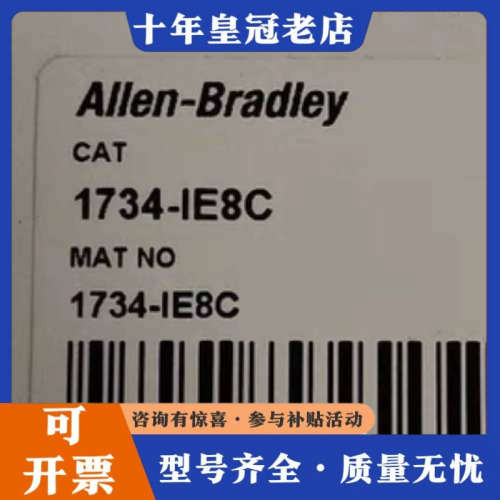 十年皇冠老店
Allen-Bradley
CAT
1734-IE8C
MAT NO
1734-IE8C
咨询有惊喜·参与补贴活动
可开票
型号齐全·质量无忧